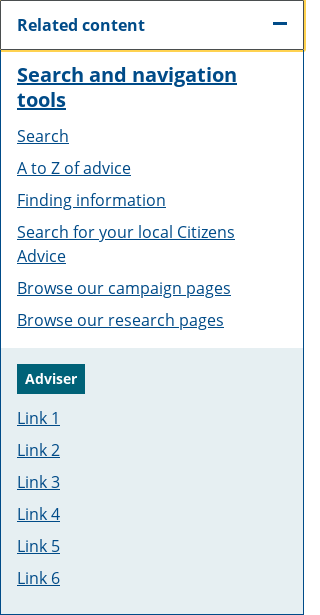 Related content
Search and navigation
tools
Search
A to Z of advice
Finding information
Search for your local Citizens
Advice
Browse our campaign pages
Browse our research pages
Adviser
Link 1
Link 2
Link 3
Link 4
Link 5
Link 6